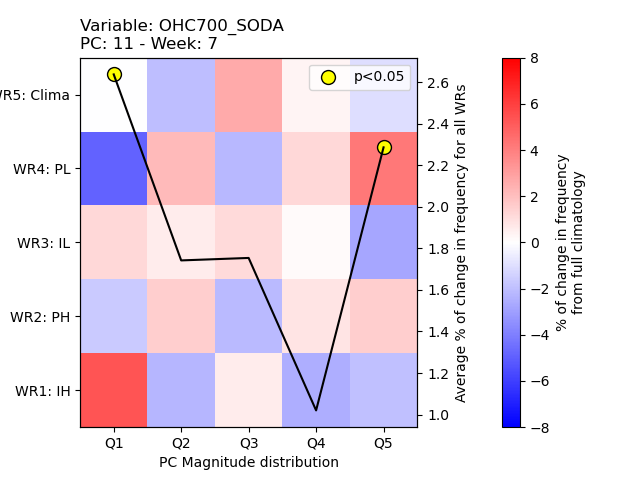 Variable: OHC700_SODA
PC: 11 - Week: 7
p<0.05
WR5: Clima
WR4: PL
WR3: IL
WR2: PH
WR1: IH
Q1 Q2 Q3 Q4 Q5
PC Magnitude distribution
2.6
2.4
2.2
2.0
1.8
1.6
1.4
1.2
1.0
Average % of change in frequency for all WRs
8
6
4
2
0
−2
−4
−6
−8
% of change in frequency
from full climatology